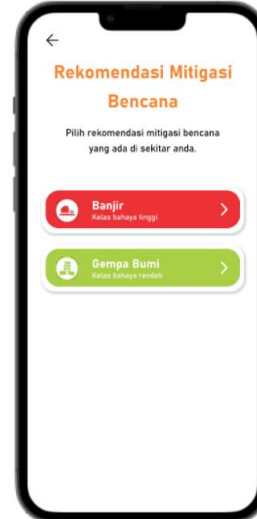 Rekomendasi Mitigasi
Bencana
Pilih rekomendasi mitigasi bencana
yang ada di sekitar anda.
Banjir
Kelas bahaya tinggi
Gempa Bumi
Kelas bahaya rendah